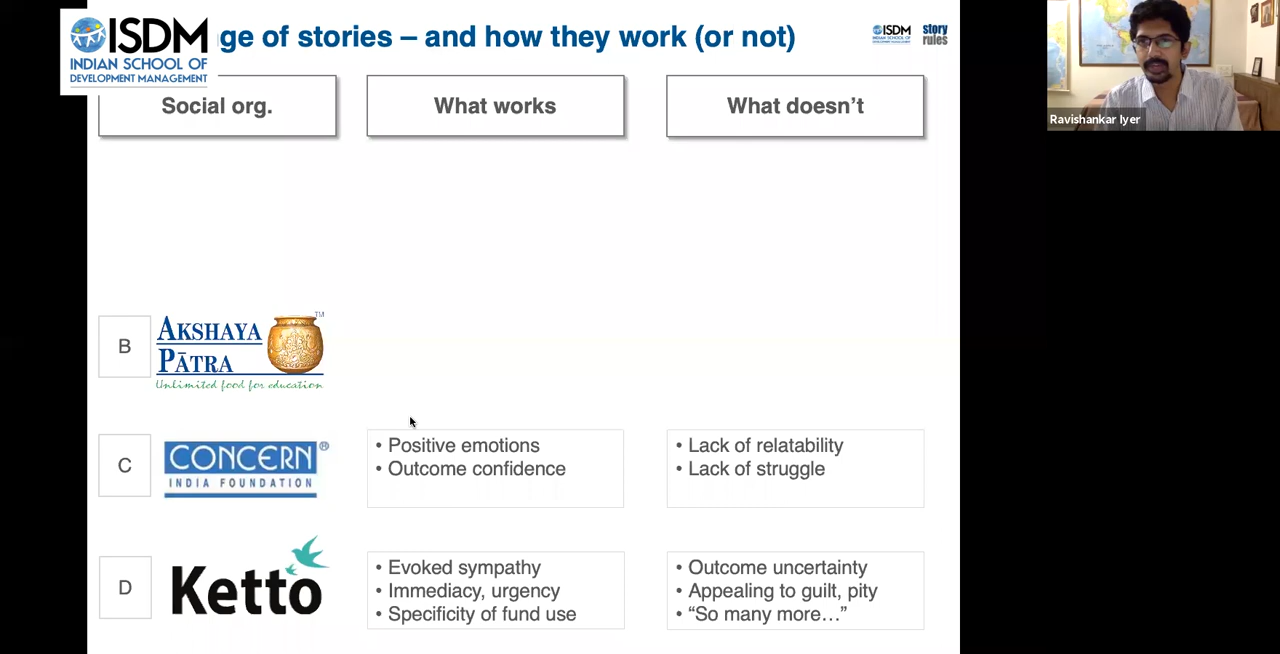 ISDM
INDIAN SCHOOL OF
DEVELOPMENT MANAGEMENT
ge of stories – and how they work (or not)
story
rules
Ravishankar Iyer
Social org.
What works
What doesn’t
B
AKSHAYA
PĀTRA
TM
Unlimited food for education
C
CONCERN ®
INDIA FOUNDATION
• Positive emotions
• Outcome confidence
• Lack of relatability
• Lack of struggle
D
Ketto
• Evoked sympathy
• Immediacy, urgency
• Specificity of fund use
• Outcome uncertainty
• Appealing to guilt, pity
• “So many more…”